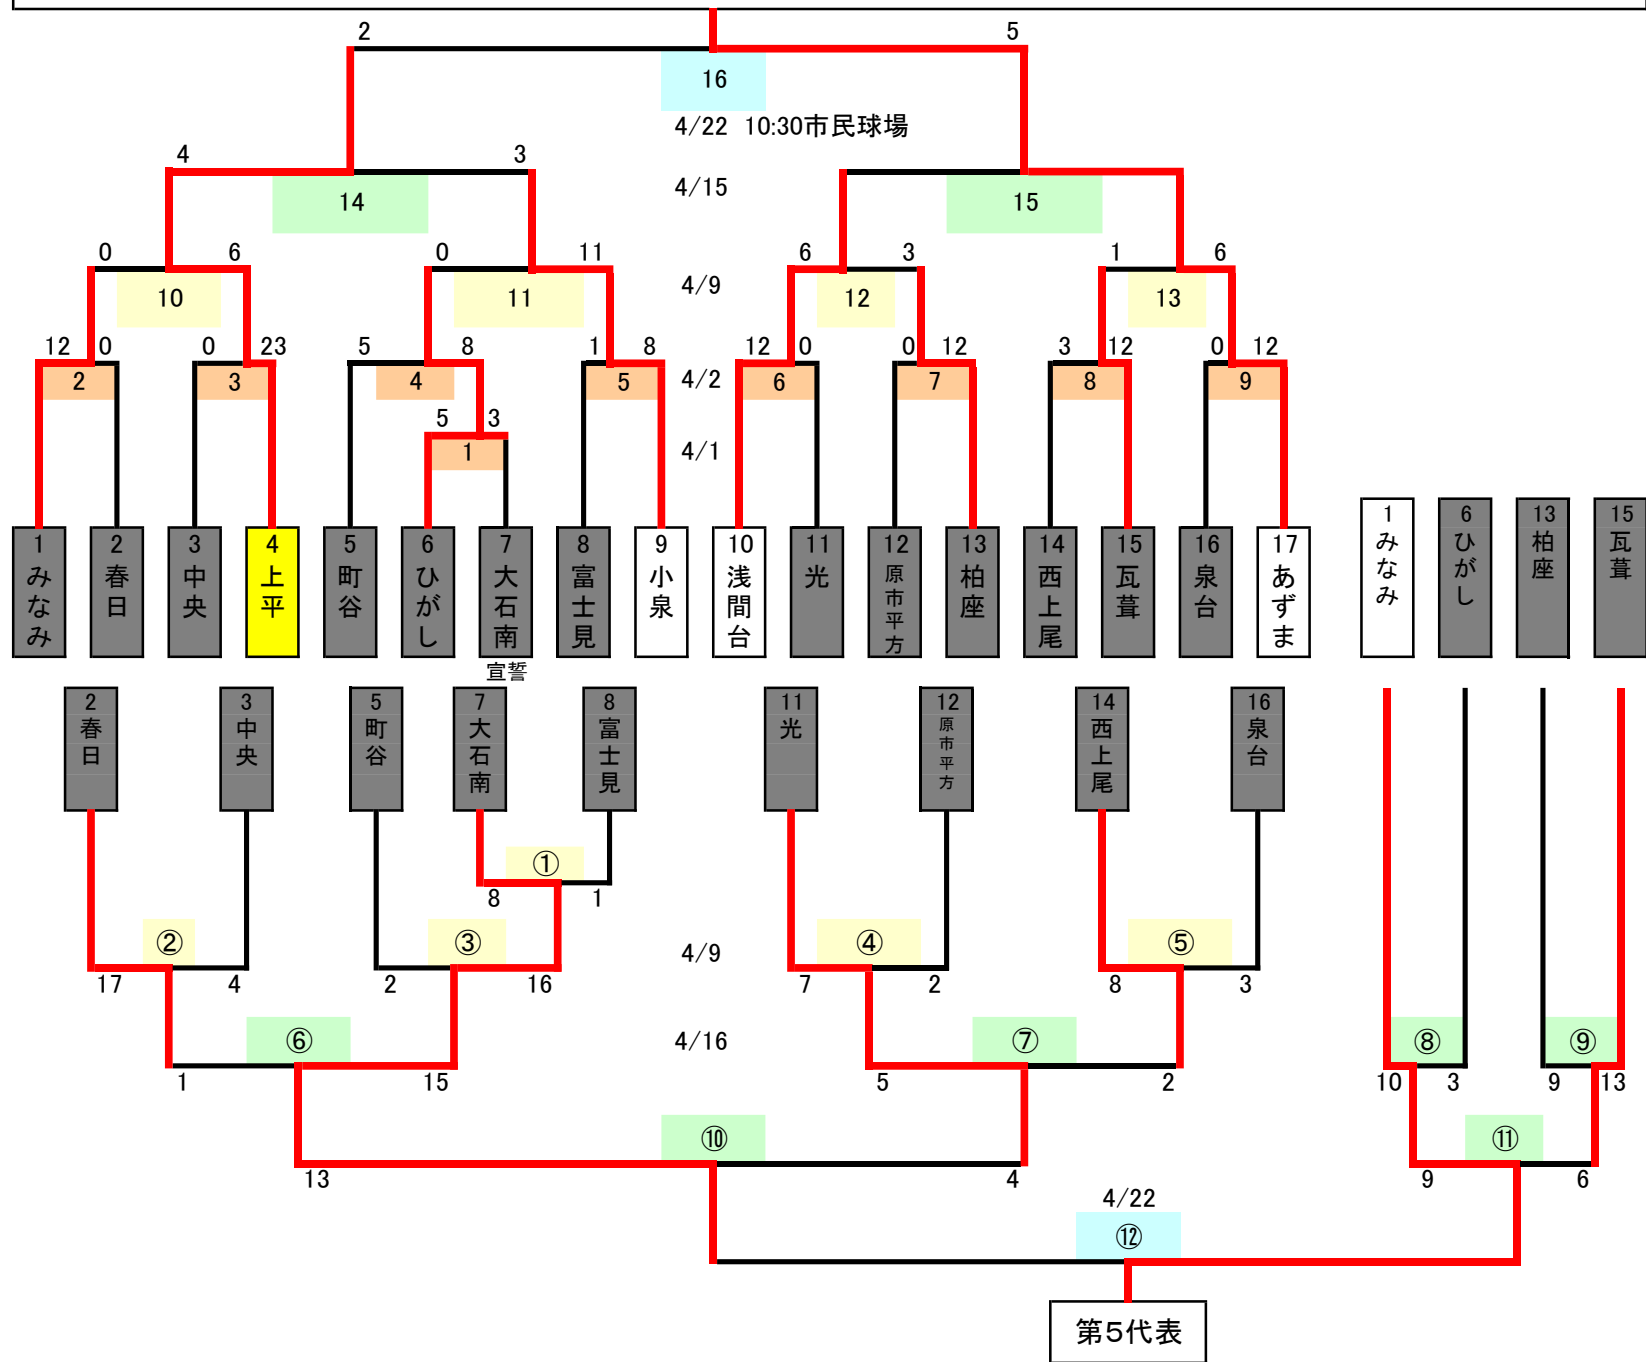 2 5
16
4/22 10:30市民球場
4 3
4/15
14 15
0 6 0 11 6 3 1 6
4/9
10 11 12 13
12 0 0 23 5 8 1 8 12 0 0 12 3 12 0 12
4/2
2 3 4 5 6 7 8 9
5 3
4/1
1
1 みなみ
2 春日
3 中央
4 上平
5 町谷
6 ひがし
7 大石南
8 富士見
9 小泉
10 浅間台
11 光
12 原市平方
13 柏座
14 西上尾
15 瓦葺
16 泉台
17 あずま
1 みなみ
6 ひがし
13 柏座
15 瓦葺
宣誓
2 春日
3 中央
5 町谷
7 大石南
8 富士見
11 光
12 原市平方
14 西上尾
16 泉台
①
8 1
② ③ ④ ⑤
4/9
17 4 2 16 7 2 8 3
4/16
⑥ ⑦ ⑧ ⑨
1 15 5 2 10 3 9 13
⑩ ⑪
13 4 9 6
4/22
⑫
第5代表